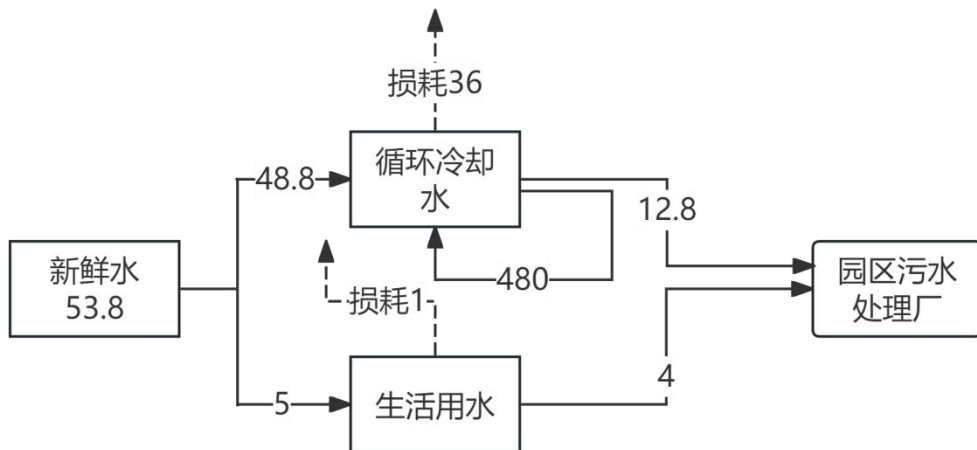 损耗36
循环冷却
水
48.8
12.8
新鲜水
53.8
480
园区污水
处理厂
损耗1
5
生活用水
4